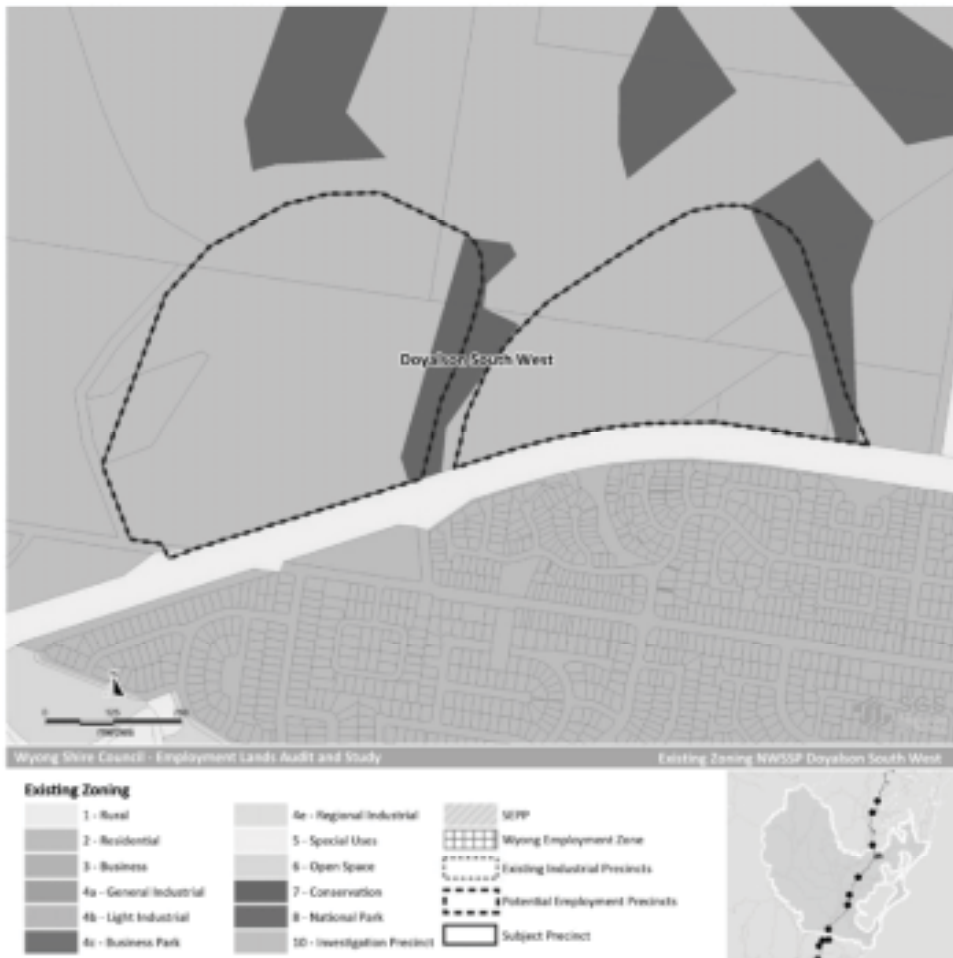 Doyalson South West
0
metres
SGS
Wyong Shire Council - Employment Lands Audit and Study
Existing Zoning NWSSP Doyalson South West
Existing Zoning
1 - Rural
2 - Residential
3 - Business
4a - General Industrial
4b - Light Industrial
4c - Business Park
4e - Regional Industrial
5 - Special Uses
6 - Open Space
7 - Conservation
8 - National Park
10 - Investigation Precinct
SEPP
Wyong Employment Zone
Existing Industrial Precincts
Potential Employment Precincts
Subject Precinct